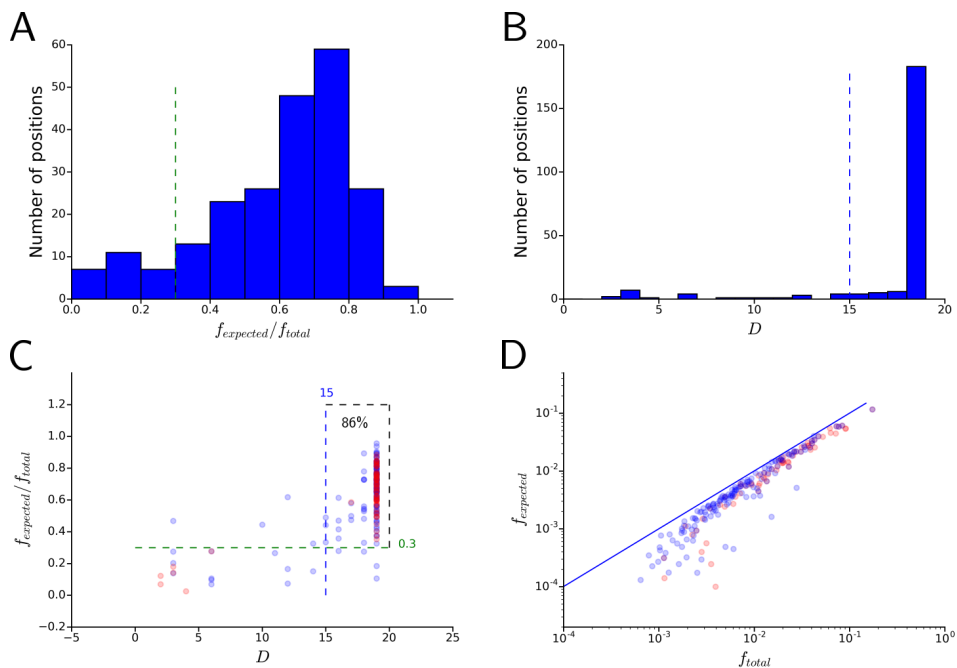 A
Number of positions
60
50
40
30
20
10
0
0.0 0.2 0.4 0.6 0.8 1.0
f_expected/f_total
B
Number of positions
200
150
100
50
0
0 5 10 15 20
D
C
f_expected/f_total
1.2
1.0
0.8
0.6
0.4
0.2
0.0
−0.2
−5 0 5 10 15 20 25
D
15
86%
0.3
D
f_expected
10^-1
10^-2
10^-3
10^-4
10^-4 10^-3 10^-2 10^-1 10^0
f_total